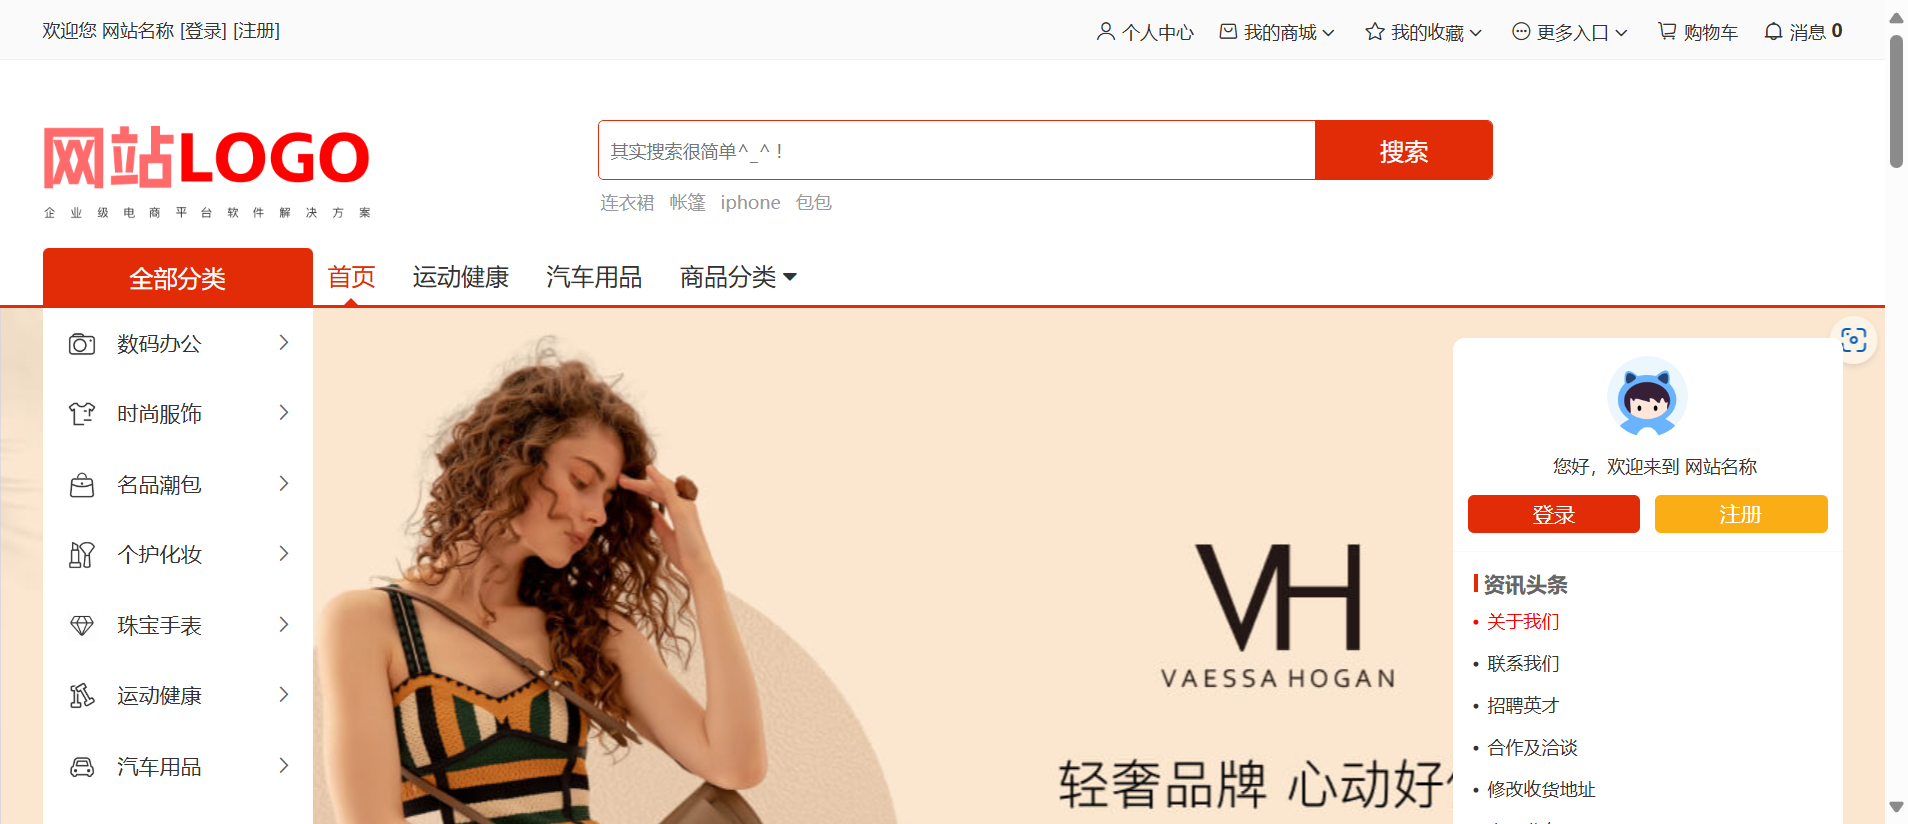 欢迎您 网站名称 [登录] [注册]
个人中心 我的商城 我的收藏 更多入口 购物车 消息 0
网站LOGO
企业级电商平台软件解决方案
其实搜索很简单^_^！
搜索
连衣裙 帐篷 iphone 包包
全部分类 首页 运动健康 汽车用品 商品分类
数码办公
时尚服饰
名品潮包
个护化妆
珠宝手表
运动健康
汽车用品
VH
VAESSA HOGAN
轻奢品牌 心动好
您好，欢迎来到 网站名称
登录 注册
资讯头条
• 关于我们
• 联系我们
• 招聘英才
• 合作及洽谈
• 修改收货地址